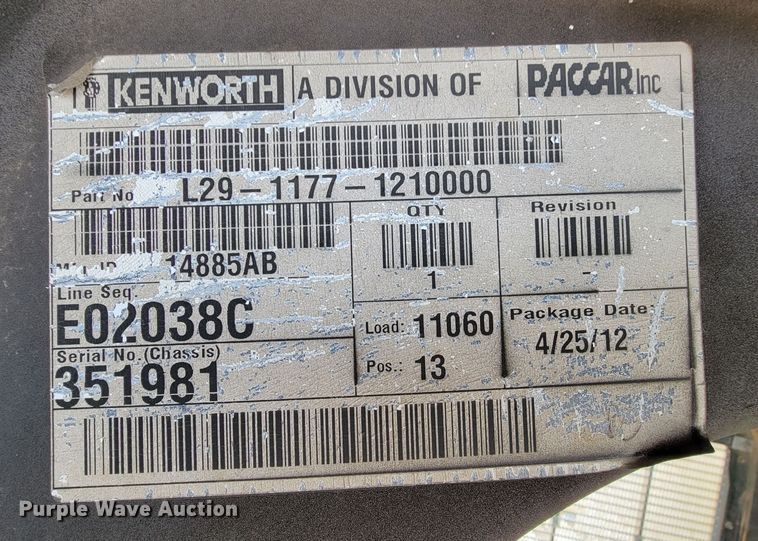 KENWORTH A DIVISION OF PACCAR Inc
Part No L29-1177-1210000
14885AB
QTY
1
Revision
-
Line Seq.
E02038C
Load: 11060
Pos.: 13
Package Date:
4/25/12
Serial No. (Chassis)
351981
Purple Wave Auction